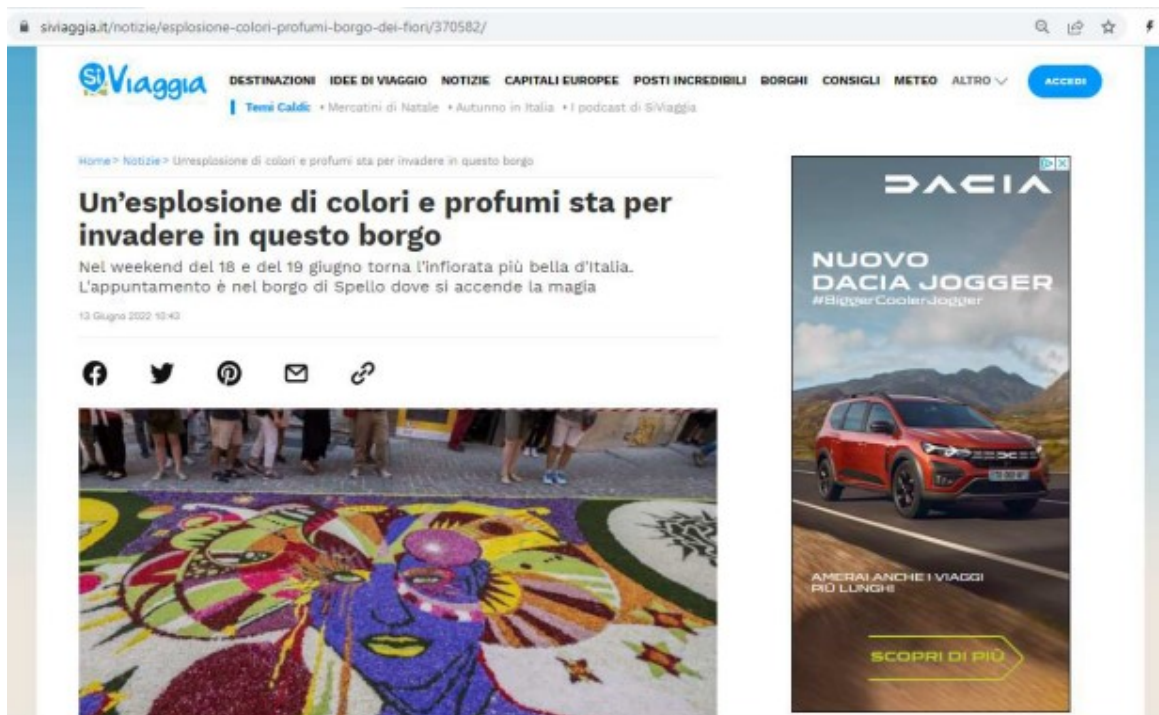 siviaggia.it/notizie/esplosione-colori-profumi-borgo-dei-fiori/370582/
Si Viaggia
DESTINAZIONI IDEE DI VIAGGIO NOTIZIE CAPITALI EUROPEE POSTI INCREDIBILI BORGHI CONSIGLI METEO ALTRO
ACCEDI
Temi Caldi: • Mercatini di Natale • Autunno in Italia • I podcast di SiViaggia
Home > Notizie > Un'esplosione di colori e profumi sta per invadere in questo borgo
Un'esplosione di colori e profumi sta per
invadere in questo borgo
Nel weekend del 18 e del 19 giugno torna l'infiorata più bella d'Italia.
L'appuntamento è nel borgo di Spello dove si accende la magia
13 Giugno 2022 10:43
DACIA
NUOVO
DACIA JOGGER
#BiggerCoolerJogger
AMERAI ANCHE I VIAGGI
PIÙ LUNGHI
SCOPRI DI PIÙ